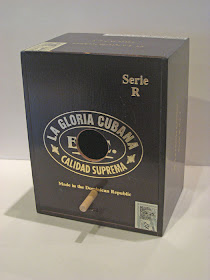 Serie
R
LA GLORIA CUBANA
CALIDAD SUPREMA
Made in the Dominican Republic